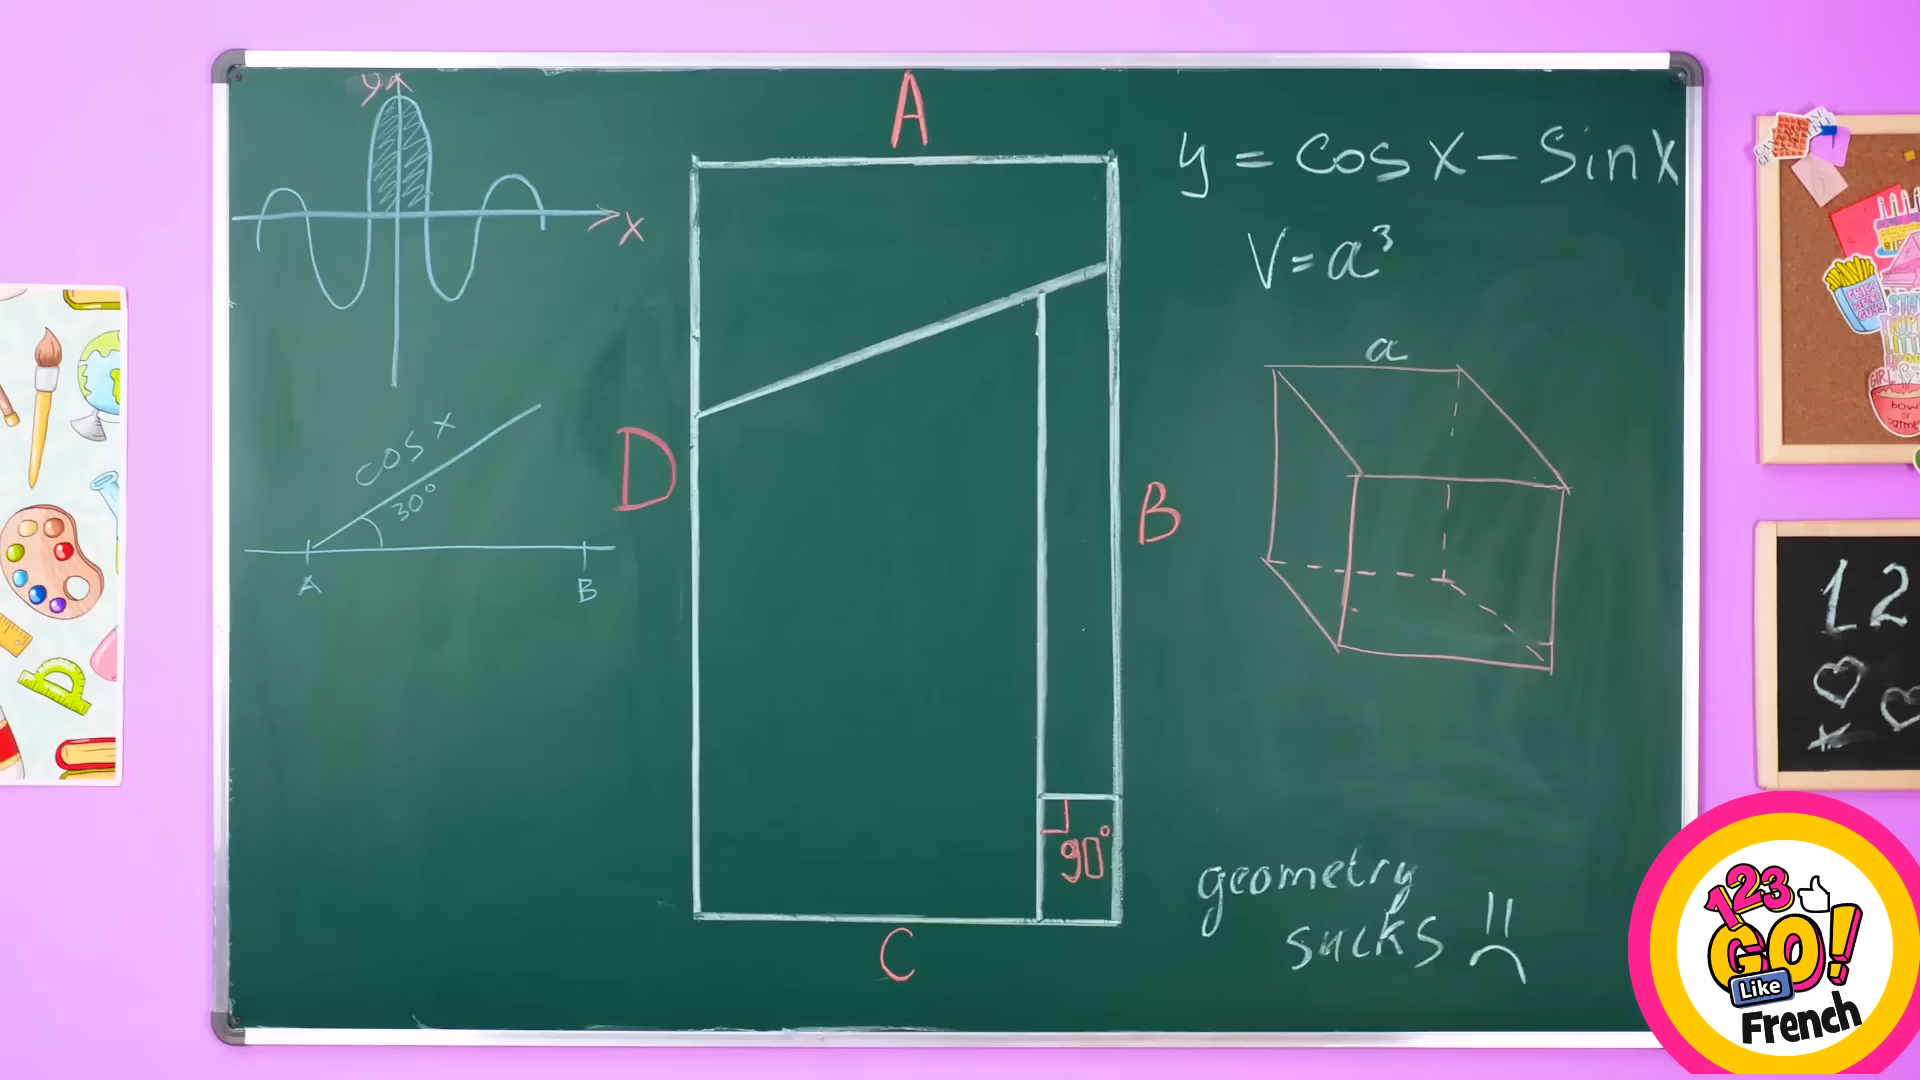 y
x
A
y = cos x - sin x
V = a³
a
cos x
30°
A
B
D
B
90°
C
geometry
sucks
12
123
GO!
Like
French